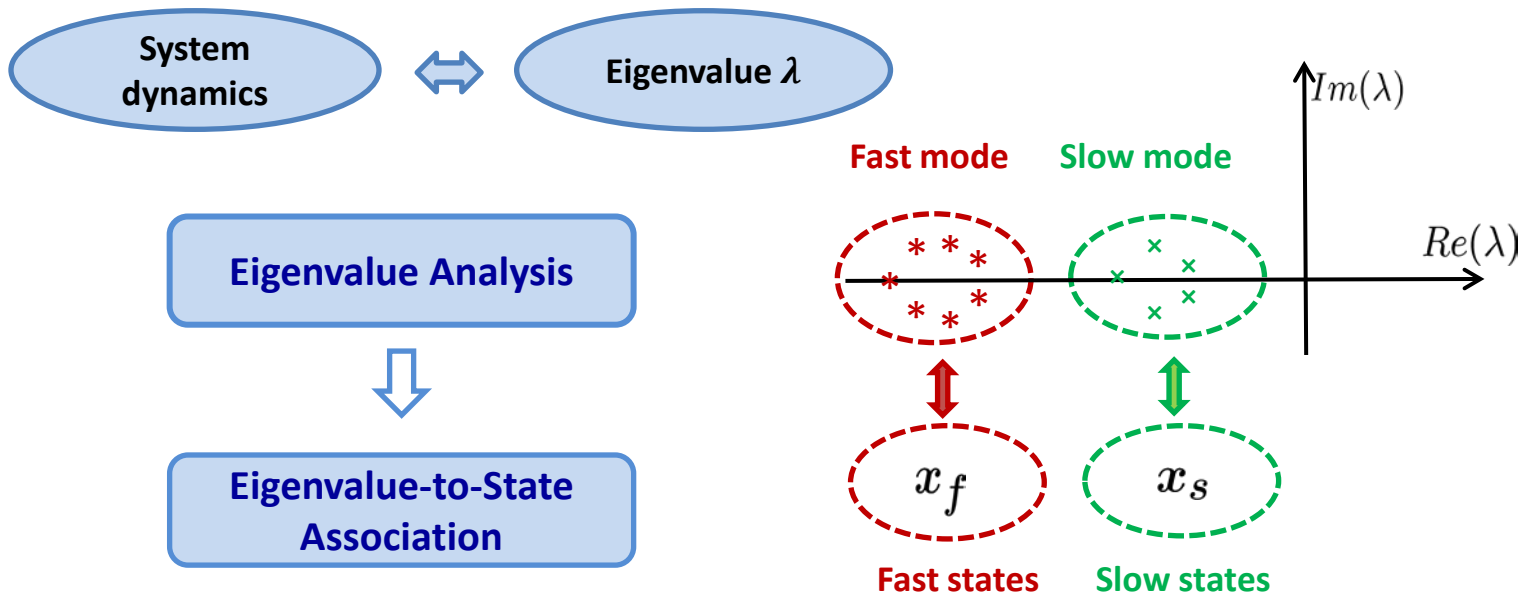 System
dynamics
Eigenvalue λ
Eigenvalue Analysis
Eigenvalue-to-State
Association
Im(λ)
Re(λ)
Fast mode
Slow mode
x_f
x_s
Fast states
Slow states